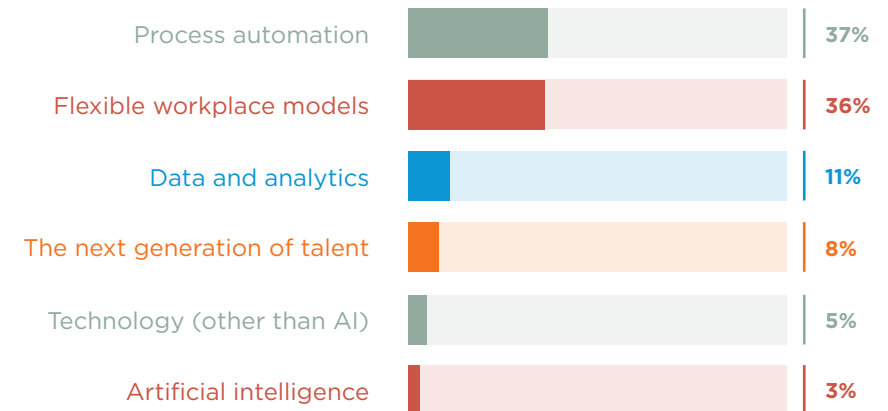 Process automation 37%
Flexible workplace models 36%
Data and analytics 11%
The next generation of talent 8%
Technology (other than AI) 5%
Artificial intelligence 3%